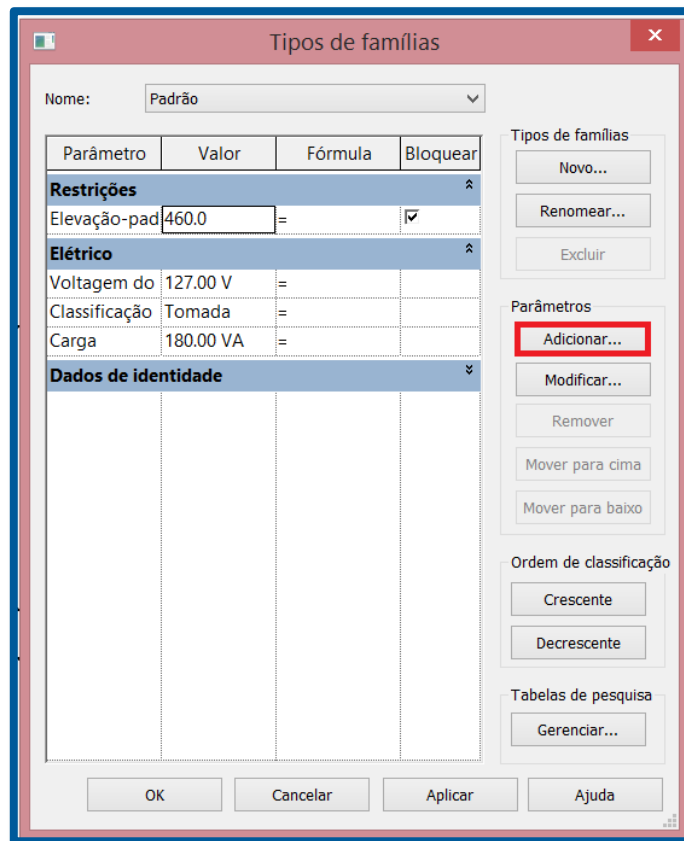 Tipos de famílias
Nome: Padrão
Parâmetro Valor Fórmula Bloquear
Restrições
Elevação-pad 460.0 =
Elétrico
Voltagem do 127.00 V =
Classificação Tomada =
Carga 180.00 VA =
Dados de identidade
Tipos de famílias
Novo...
Renomear...
Excluir
Parâmetros
Adicionar...
Modificar...
Remover
Mover para cima
Mover para baixo
Ordem de classificação
Crescente
Decrescente
Tabelas de pesquisa
Gerenciar...
OK Cancelar Aplicar Ajuda